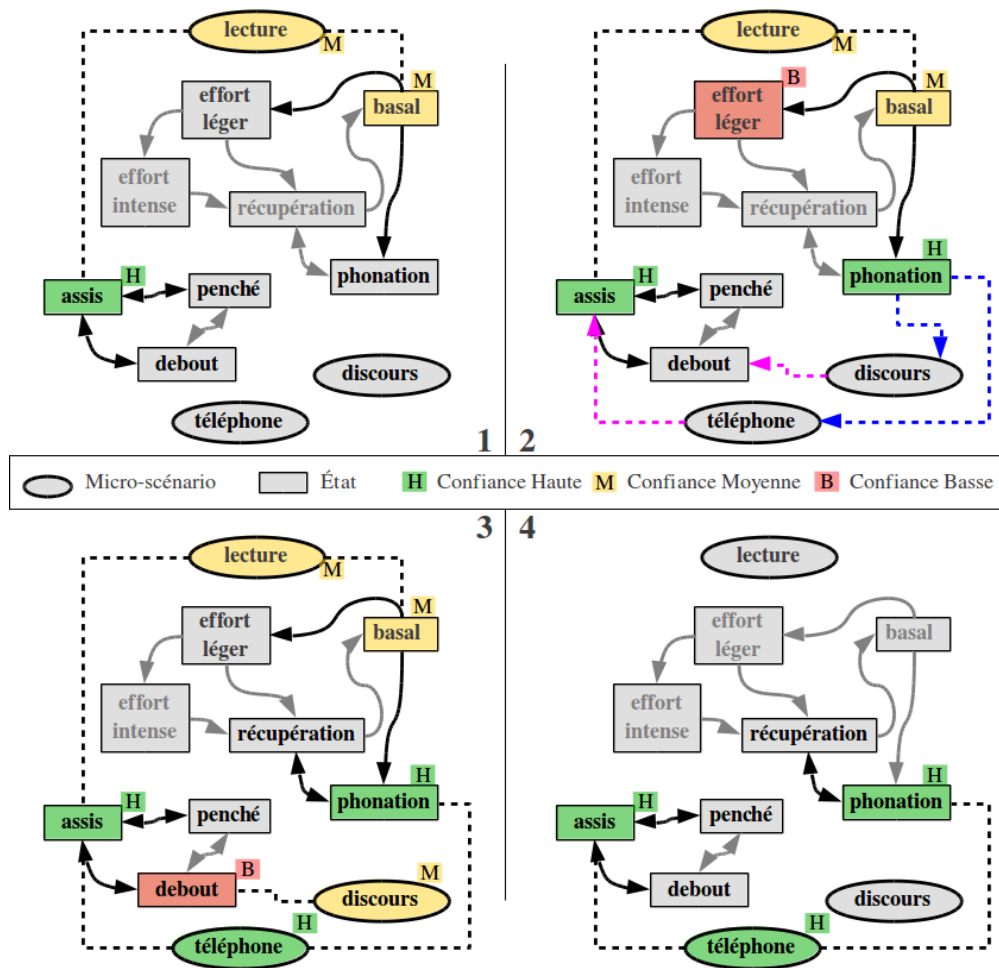 lecture
M
M
effort
léger
basal
effort
intense
récupération
H
assis
penché
phonation
debout
discours
téléphone
1
lecture
M
B
M
effort
léger
basal
effort
intense
récupération
H
H
assis
penché
phonation
debout
discours
téléphone
2
Micro-scénario
État
H Confiance Haute
M Confiance Moyenne
B Confiance Basse
3
lecture
M
M
effort
léger
basal
effort
intense
récupération
H
H
assis
penché
phonation
B
M
debout
discours
H
téléphone
4
lecture
effort
léger
basal
effort
intense
récupération
H
H
assis
penché
phonation
debout
discours
H
téléphone